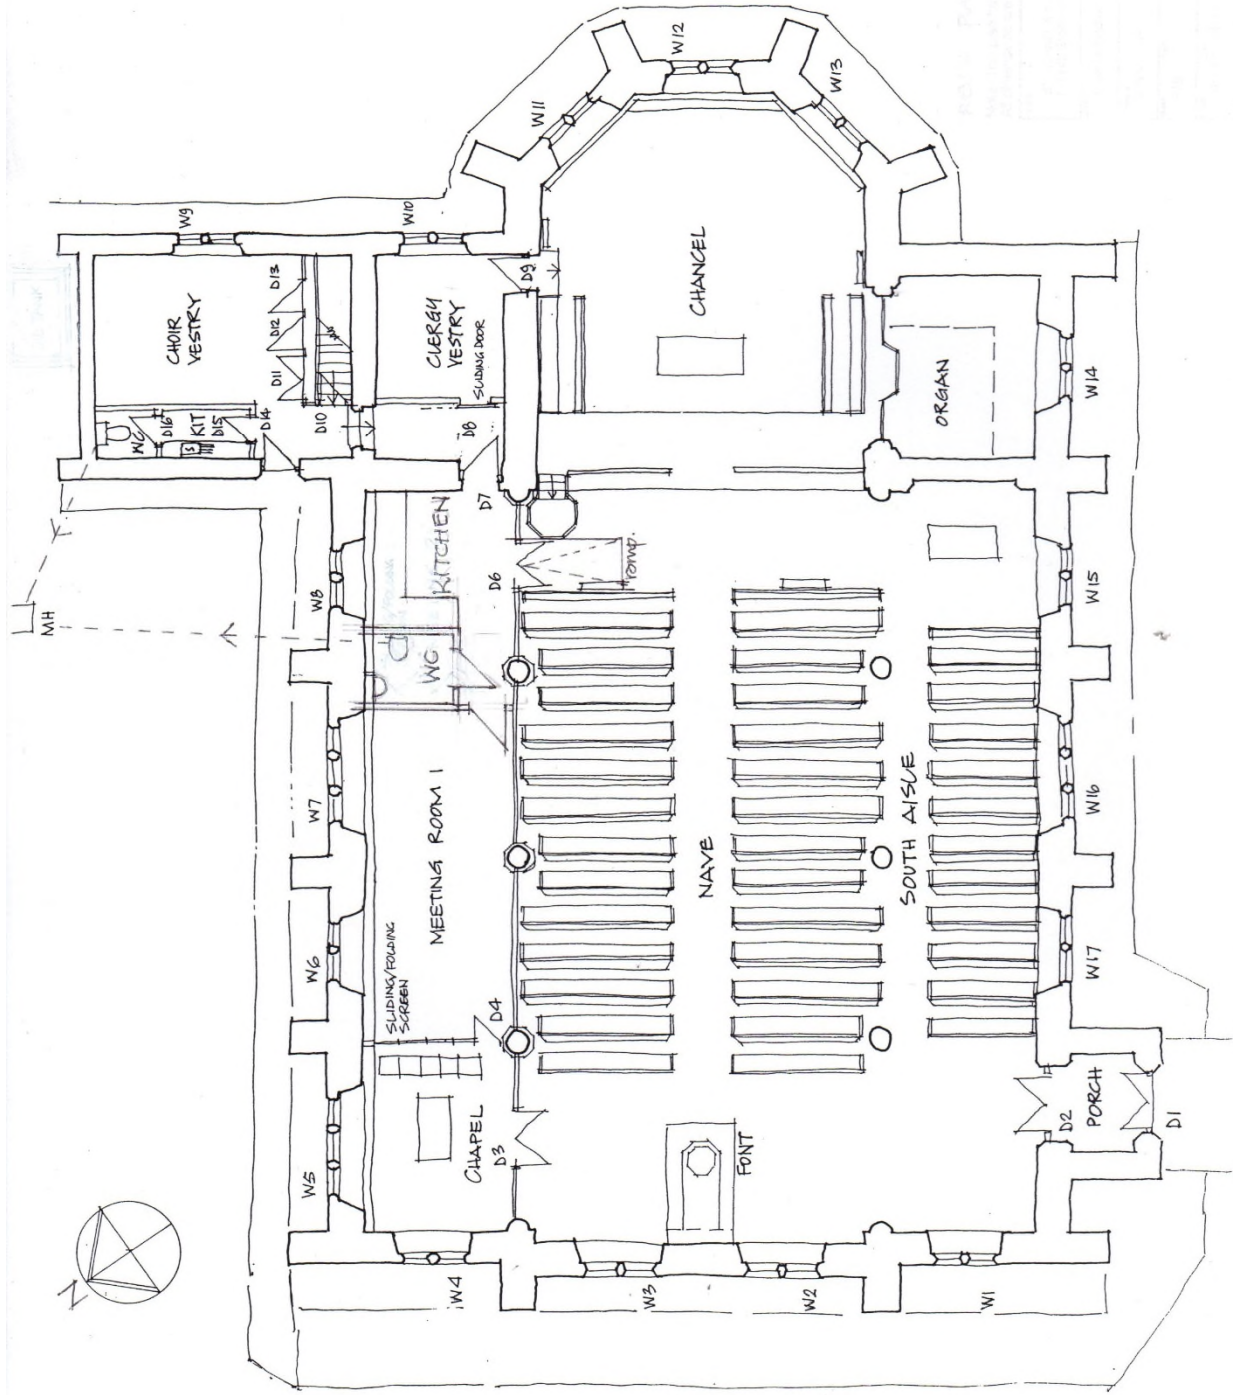 W12
W13
W11
W10
W9
CHOIR
VESTRY
D13
D12
D11
CLERGY
VESTRY
SLIDING DOOR
D9
CHANCEL
WC
D16
KIT
D15
D14
D10
D8
ORGAN
W14
MH
W8
KITCHEN
D7
D6
ramp.
W15
WC
W7
MEETING ROOM 1
NAVE
SOUTH AISLE
W16
W6
SLIDING/FOLDING
SCREEN
D4
W17
W5
CHAPEL
D3
FONT
D2
PORCH
D1
N
W4
W3
W2
W1